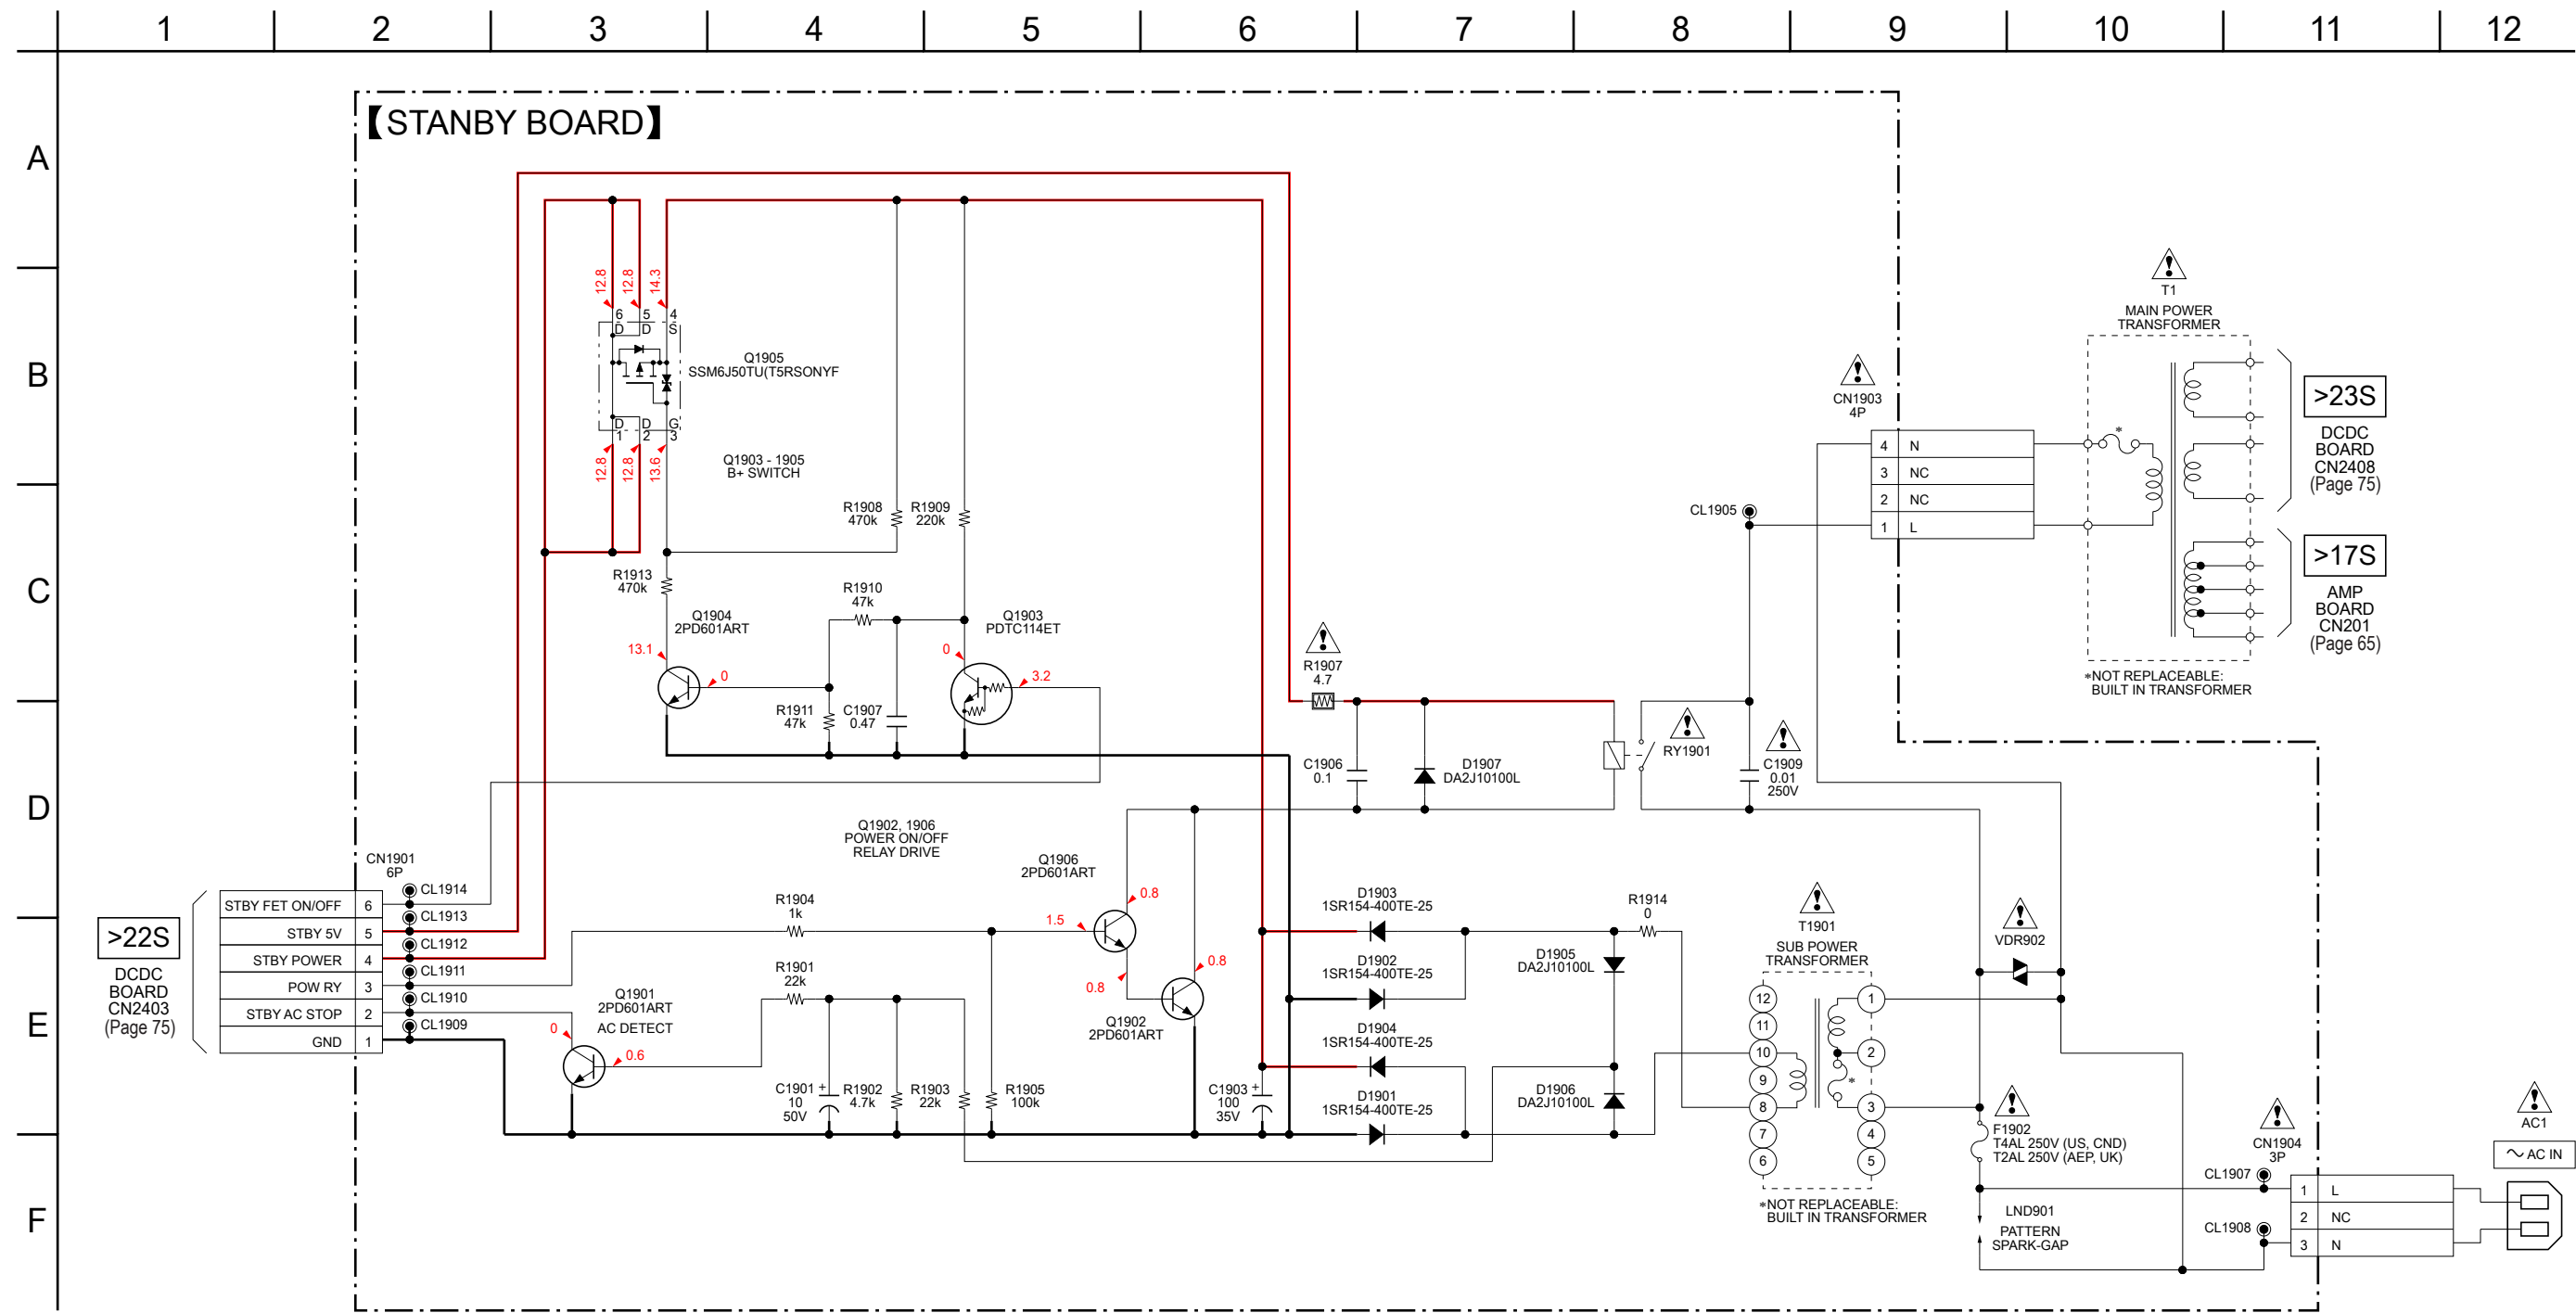 1 2 3 4 5 6 7 8 9 10 11 12
A
B
C
D
E
F
【STANBY BOARD】
12.8
12.8
14.3
6 5 4
D D S
Q1905
SSM6J50TU(T5RSONYF
D D G
1 2 3
12.8
12.8
13.6
Q1903 - 1905
B+ SWITCH
R1908
470k
R1909
220k
R1913
470k
R1910
47k
Q1904
2PD601ART
13.1
0
Q1903
PDTC114ET
0
3.2
R1911
47k
C1907
0.47
R1907
4.7
C1906
0.1
D1907
DA2J10100L
RY1901
C1909
0.01
250V
CL1905
CN1903
4P
4 N
3 NC
2 NC
1 L
T1
MAIN POWER
TRANSFORMER
*
*NOT REPLACEABLE:
BUILT IN TRANSFORMER
>23S
DCDC
BOARD
CN2408
(Page 75)
>17S
AMP
BOARD
CN201
(Page 65)
Q1902, 1906
POWER ON/OFF
RELAY DRIVE
CN1901
6P
CL1914
STBY FET ON/OFF 6
CL1913
STBY 5V 5
CL1912
STBY POWER 4
CL1911
POW RY 3
CL1910
STBY AC STOP 2
CL1909
GND 1
>22S
DCDC
BOARD
CN2403
(Page 75)
Q1901
2PD601ART
AC DETECT
0
0.6
R1904
1k
R1901
22k
C1901
10
50V
+
R1902
4.7k
R1903
22k
R1905
100k
Q1906
2PD601ART
1.5
0.8
0.8
0.8
Q1902
2PD601ART
C1903
100
35V
+
D1903
1SR154-400TE-25
D1902
1SR154-400TE-25
D1904
1SR154-400TE-25
D1901
1SR154-400TE-25
R1914
0
D1905
DA2J10100L
D1906
DA2J10100L
T1901
SUB POWER
TRANSFORMER
12
11
10
9
8
7
6
1
2
3
4
5
*
*NOT REPLACEABLE:
BUILT IN TRANSFORMER
VDR902
F1902
T4AL 250V (US, CND)
T2AL 250V (AEP, UK)
LND901
PATTERN
SPARK-GAP
CL1907
CL1908
CN1904
3P
1 L
2 NC
3 N
AC1
~ AC IN